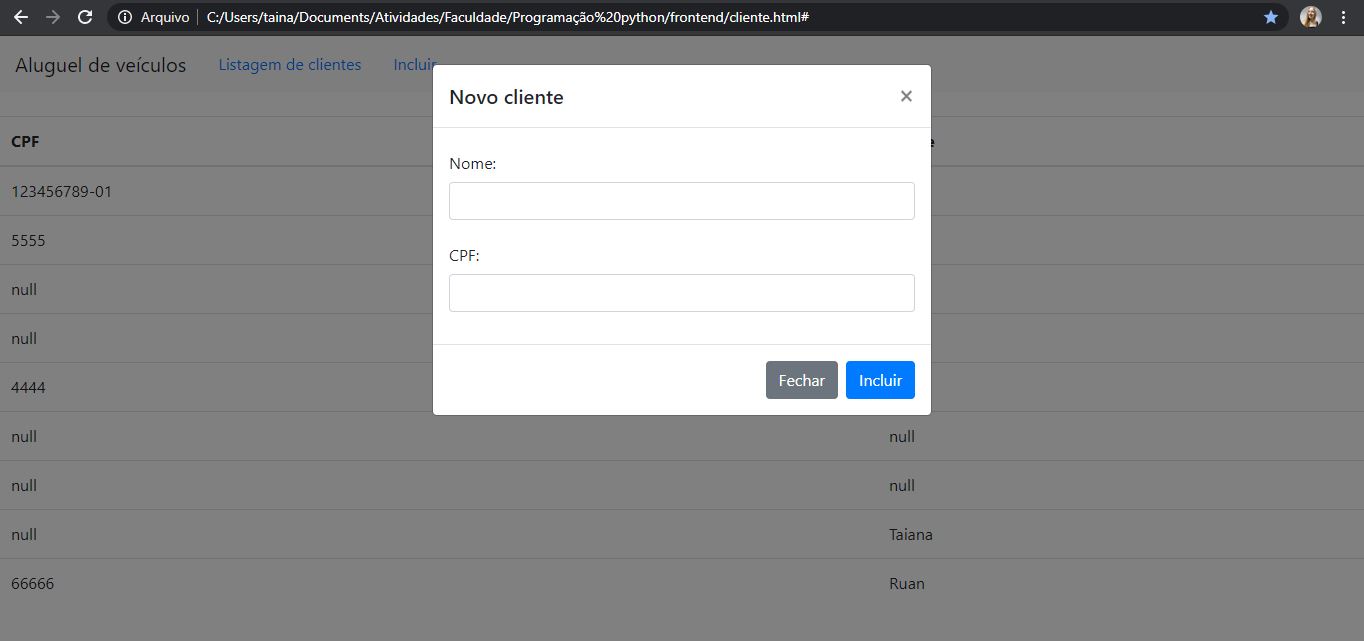 Arquivo C:/Users/taina/Documents/Atividades/Faculdade/Programação%20python/frontend/cliente.html#
Aluguel de veículos Listagem de clientes Incluir
Novo cliente ×
CPF
Nome:
123456789-01
5555
CPF:
null
null
4444
Fechar Incluir
null null
null null
null Taiana
66666 Ruan